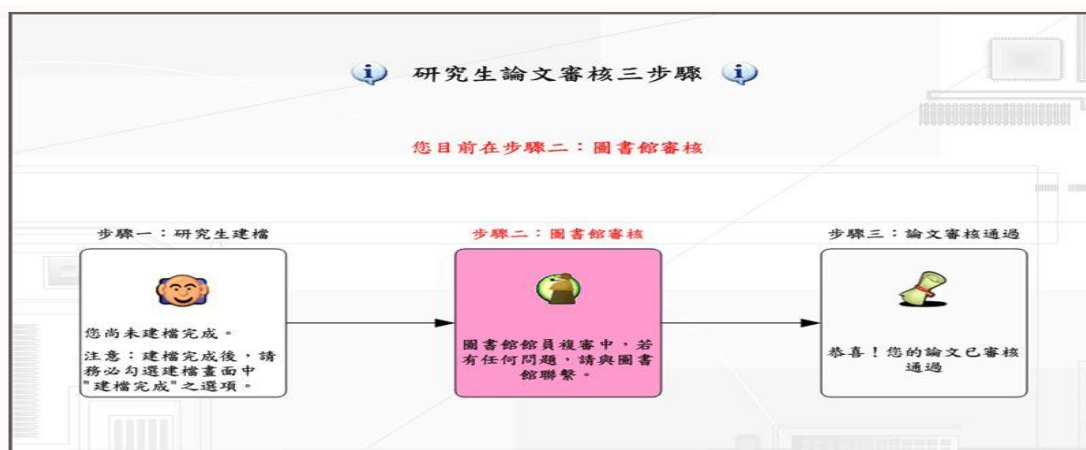 研究生論文審核三步驟
您目前在步驟二：圖書館審核
步驟一：研究生建檔
您尚未建檔完成。
注意：建檔完成後，請
務必勾選建檔畫面中
"建檔完成"之選項。
步驟二：圖書館審核
圖書館館員複審中，若
有任何問題，請與圖書
館聯繫。
步驟三：論文審核通過
恭喜！您的論文已審核
通過